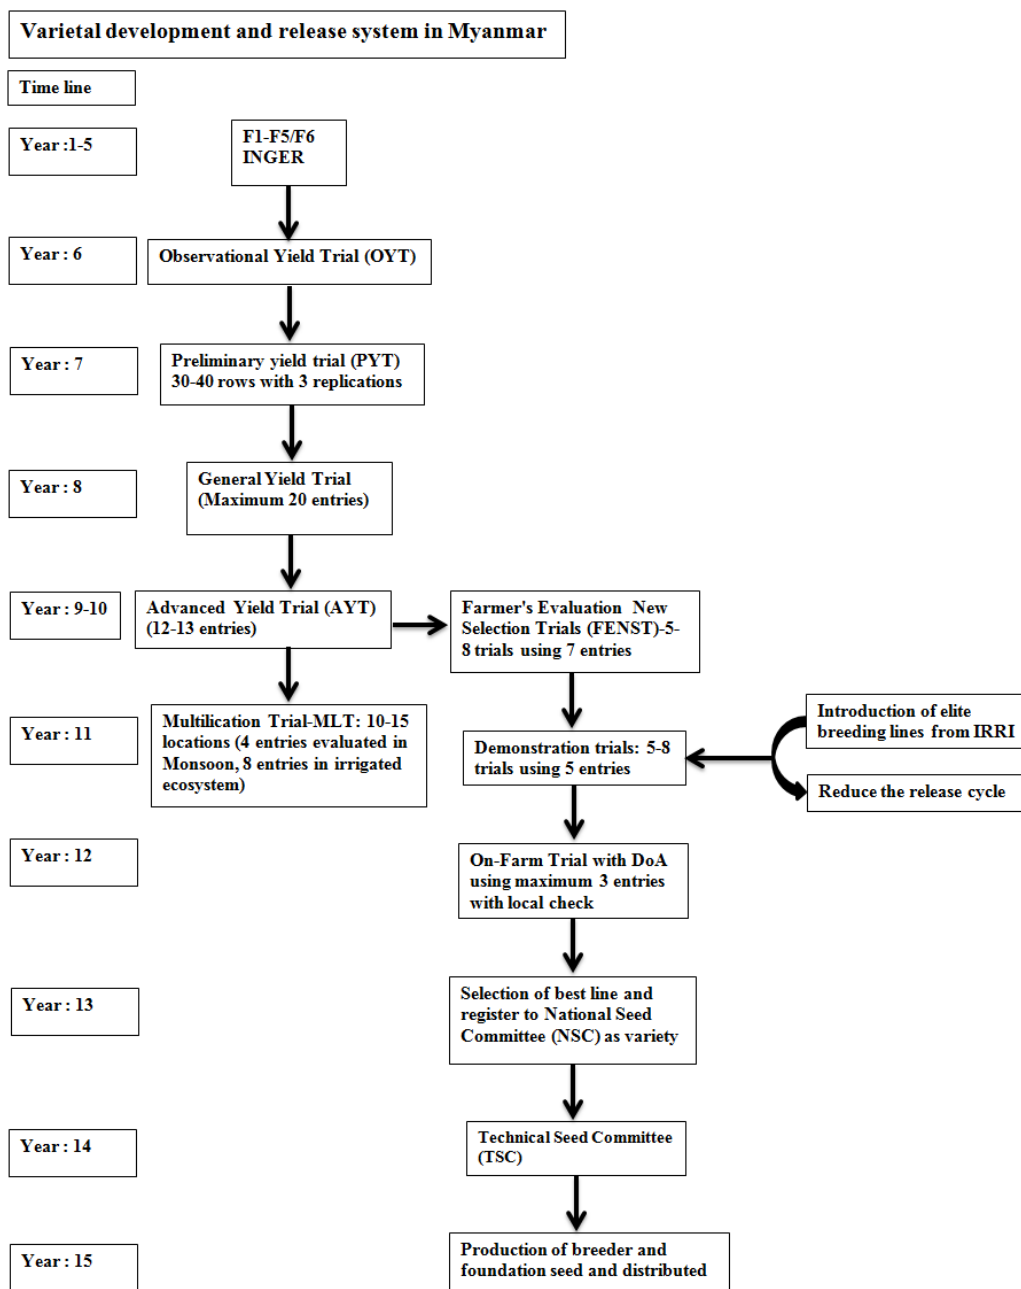 Varietal development and release system in Myanmar
Time line
Year :1-5
F1-F5/F6
INGER
Year : 6
Observational Yield Trial (OYT)
Year : 7
Preliminary yield trial (PYT)
30-40 rows with 3 replications
Year : 8
General Yield Trial
(Maximum 20 entries)
Year : 9-10
Advanced Yield Trial (AYT)
(12-13 entries)
Farmer's Evaluation New
Selection Trials (FENST)-5-
8 trials using 7 entries
Year : 11
Multilication Trial-MLT: 10-15
locations (4 entries evaluated in
Monsoon, 8 entries in irrigated
ecosystem)
Demonstration trials: 5-8
trials using 5 entries
Introduction of elite
breeding lines from IRRI
Reduce the release cycle
Year : 12
On-Farm Trial with DoA
using maximum 3 entries
with local check
Year : 13
Selection of best line and
register to National Seed
Committee (NSC) as variety
Year : 14
Technical Seed Committee
(TSC)
Year : 15
Production of breeder and
foundation seed and distributed